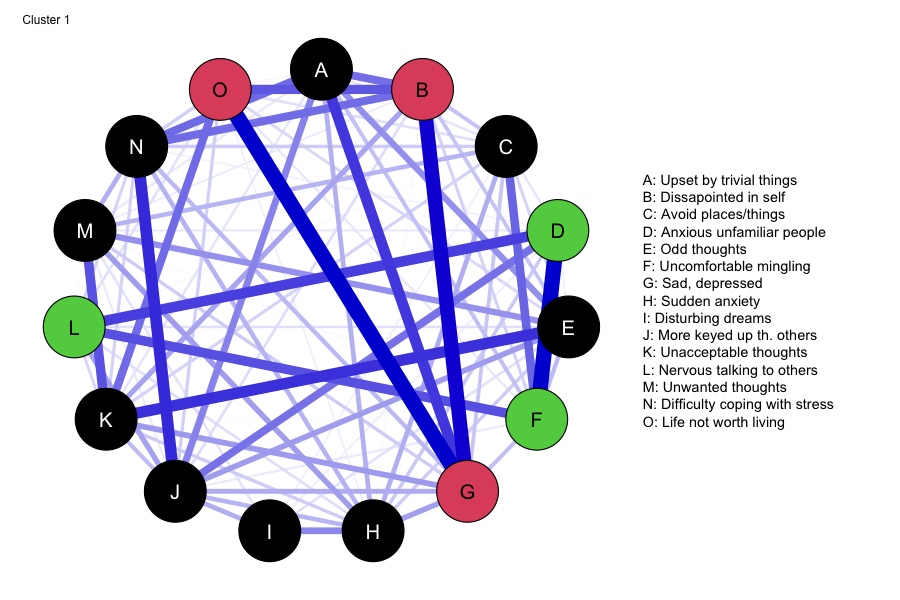 Cluster 1
A
O
B
N
C
M
D
L
E
K
F
J
G
I
H
A: Upset by trivial things
B: Dissapointed in self
C: Avoid places/things
D: Anxious unfamiliar people
E: Odd thoughts
F: Uncomfortable mingling
G: Sad, depressed
H: Sudden anxiety
I: Disturbing dreams
J: More keyed up th. others
K: Unacceptable thoughts
L: Nervous talking to others
M: Unwanted thoughts
N: Difficulty coping with stress
O: Life not worth living